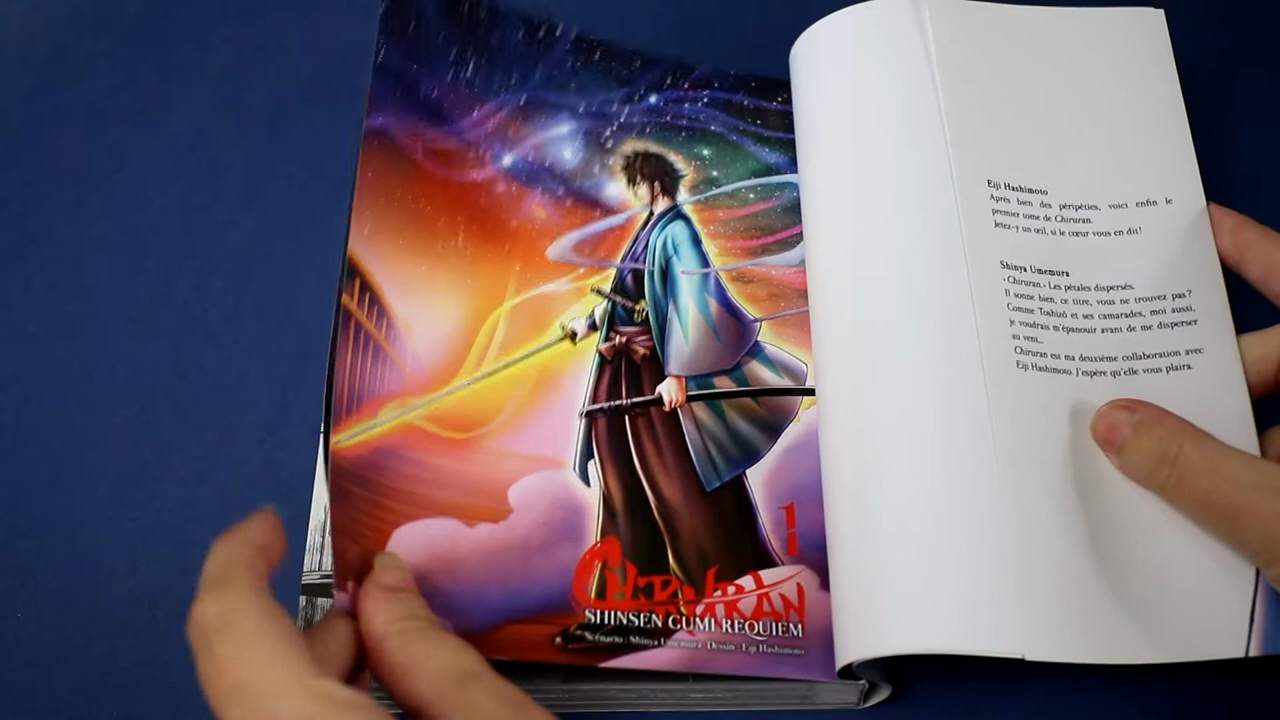 1
CHIRURAN
SHINSEN GUMI REQUIEM
Scénario : Shinya Umemura Dessin : Eiji Hashimoto
Eiji Hashimoto
Après bien des péripéties, voici enfin le
premier tome de Chiruran.
Jetez-y un œil, si le cœur vous en dit !
Shinya Umemura
« Chiruran » Les pétales dispersés.
Il sonne bien, ce titre, vous ne trouvez pas ?
Comme Toshizô et ses camarades, moi aussi,
je voudrais m'épanouir avant de me disperser
au vent...
Chiruran est ma deuxième collaboration avec
Eiji Hashimoto. J'espère qu'elle vous plaira.